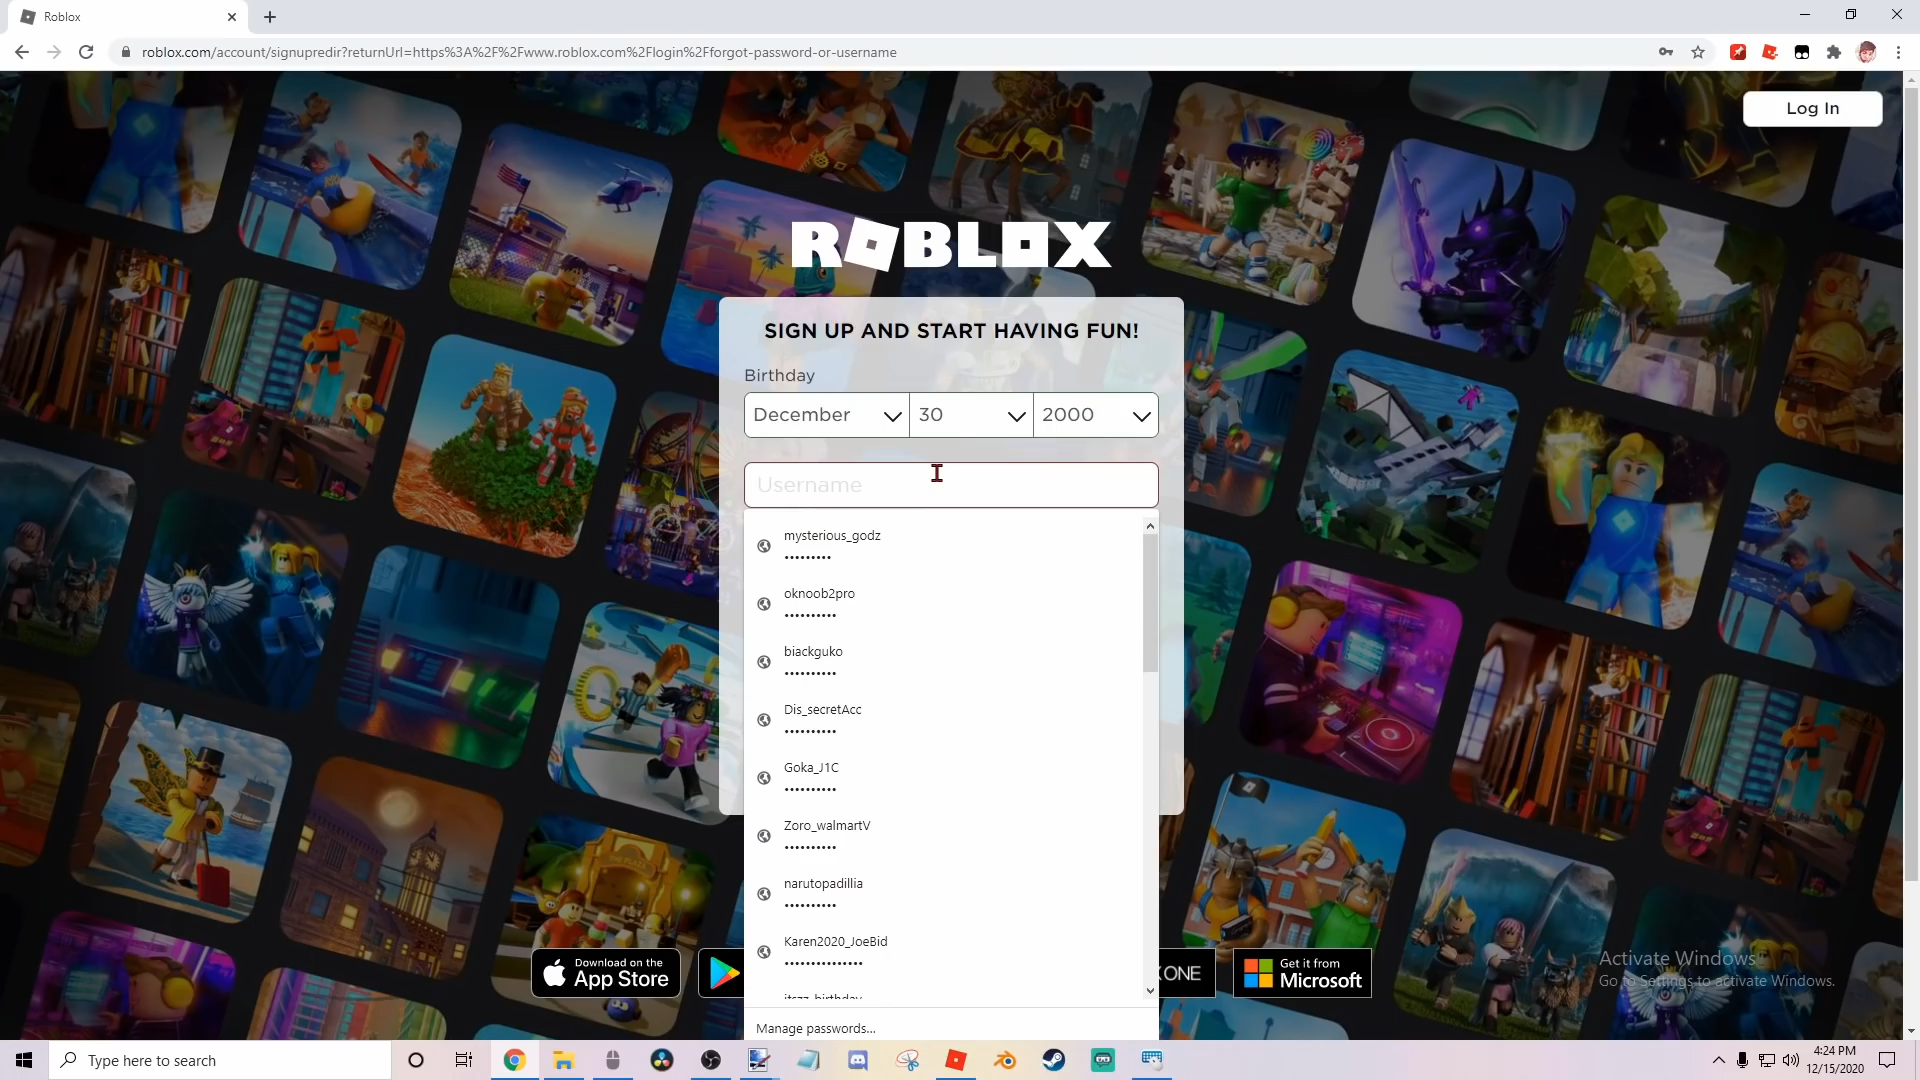 Roblox
roblox.com/account/signupredir?returnUrl=https%3A%2F%2Fwww.roblox.com%2Flogin%2Fforgot-password-or-username
Log In
ROBLOX
SIGN UP AND START HAVING FUN!
Birthday
December
30
2000
Username
mysterious_godz
•••••••••
oknoob2pro
••••••••••
biackguko
••••••••••
Dis_secretAcc
••••••••••
Goka_J1C
••••••••••
Zoro_walmartV
••••••••••
narutopadillia
••••••••••
Karen2020_JoeBid
•••••••••••••••
itszz_birthday
Manage passwords...
Download on the
App Store
ONE
Get it from
Microsoft
Activate Windows
Go to Settings to activate Windows.
Type here to search
4:24 PM
12/15/2020